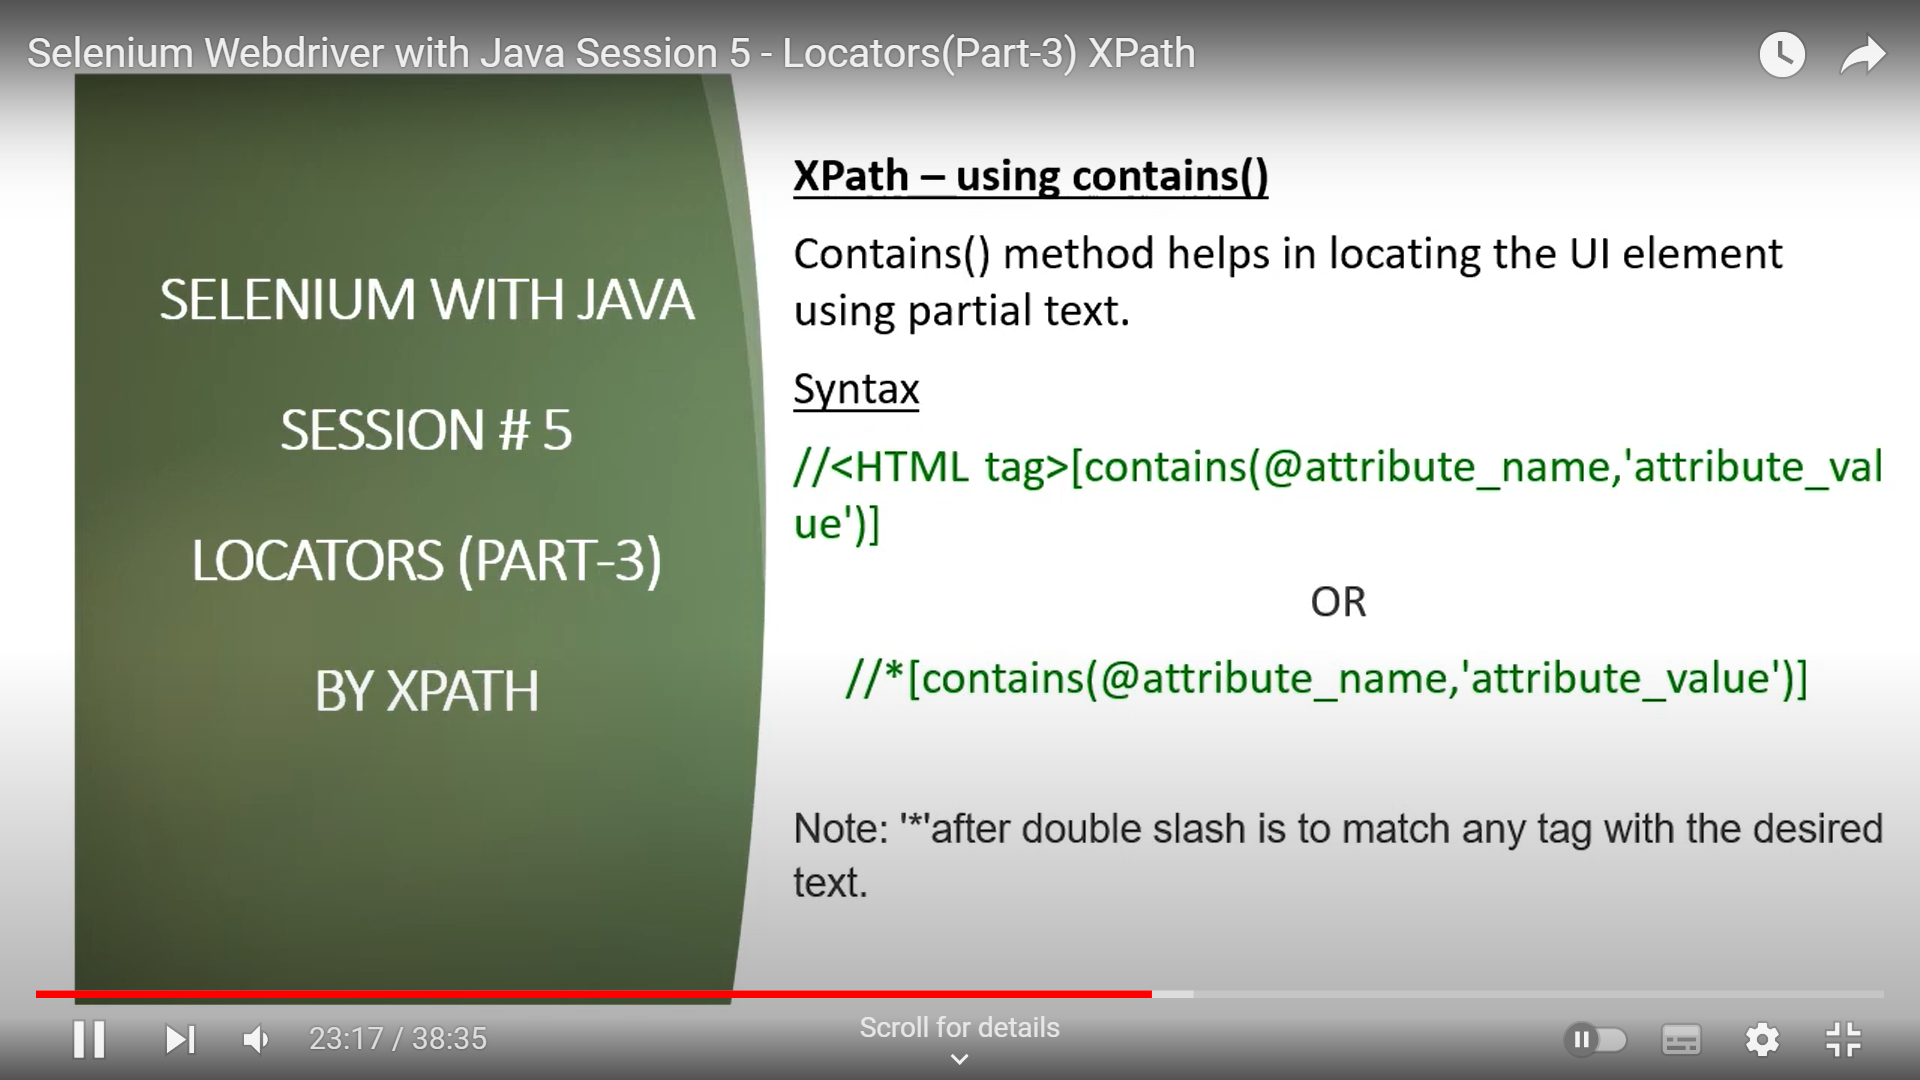 Selenium Webdriver with Java Session 5 - Locators(Part-3) XPath
SELENIUM WITH JAVA
SESSION # 5
LOCATORS (PART-3)
BY XPATH
XPath – using contains()
Contains() method helps in locating the UI element
using partial text.
Syntax
//<HTML tag>[contains(@attribute_name,'attribute_val
ue')]
OR
//*[contains(@attribute_name,'attribute_value')]
Note: '*'after double slash is to match any tag with the desired
text.
23:17 / 38:35
Scroll for details